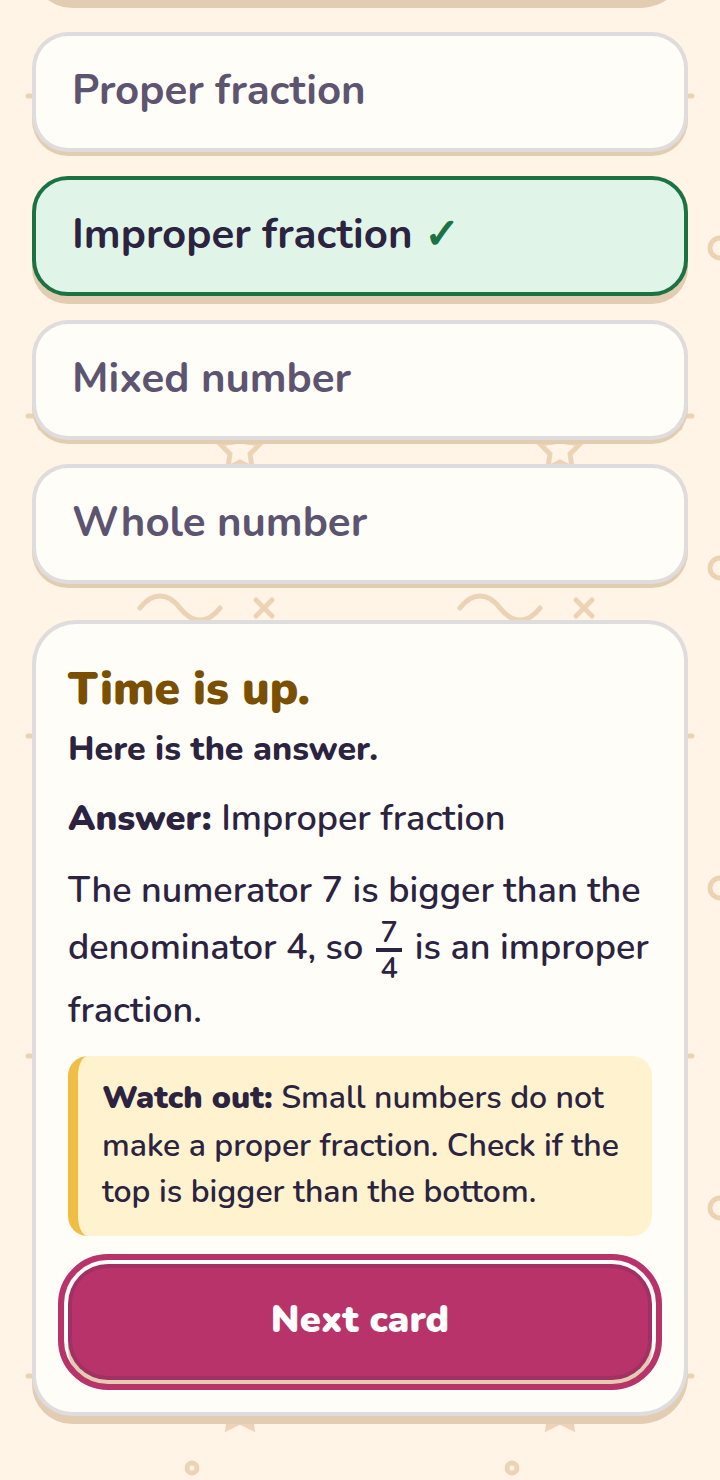 Proper fraction
Improper fraction ✓
Mixed number
Whole number
Time is up.
Here is the answer.
Answer: Improper fraction
The numerator 7 is bigger than the
denominator 4, so 7/4 is an improper
fraction.
Watch out: Small numbers do not
make a proper fraction. Check if the
top is bigger than the bottom.
Next card